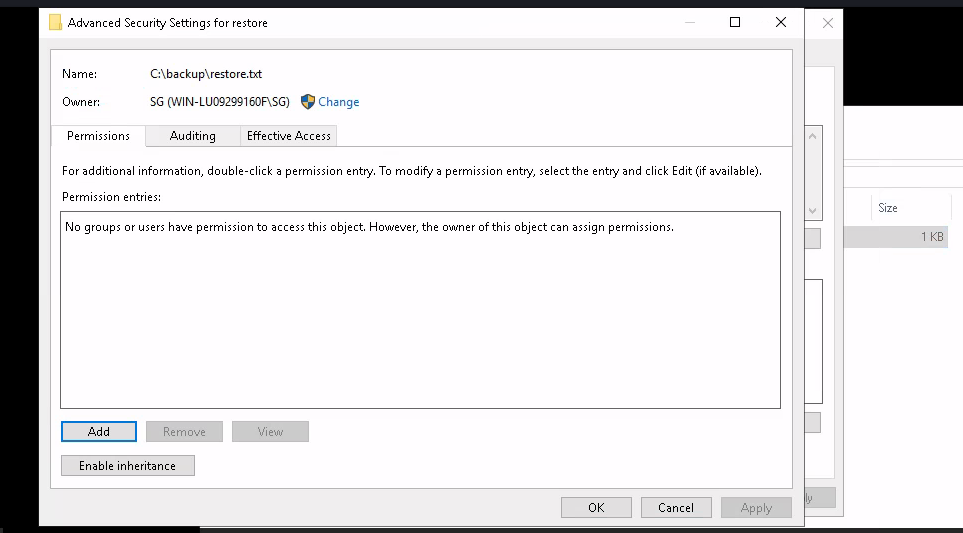 Advanced Security Settings for restore
Name: C:\backup\restore.txt
Owner: SG (WIN-LU09299160F\SG) Change
Permissions Auditing Effective Access
For additional information, double-click a permission entry. To modify a permission entry, select the entry and click Edit (if available).
Permission entries:
No groups or users have permission to access this object. However, the owner of this object can assign permissions.
Size
1 KB
Add Remove View
Enable inheritance
OK Cancel Apply